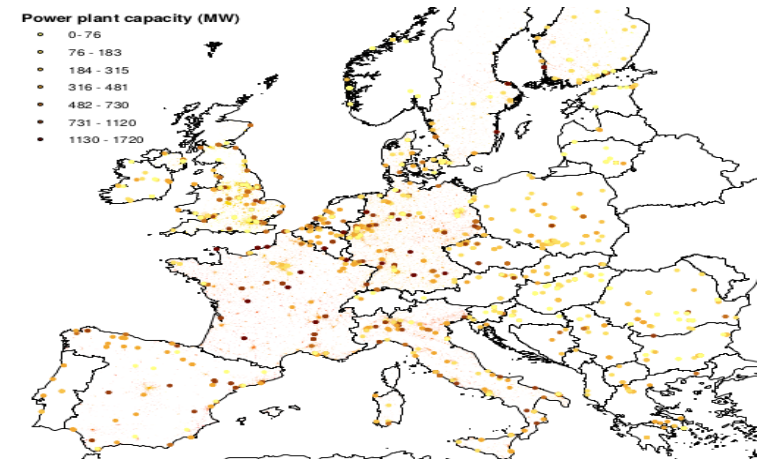 Power plant capacity (MW)
0-76
76 - 183
184 - 315
316 - 481
482 - 730
731 - 1120
1130 - 1720